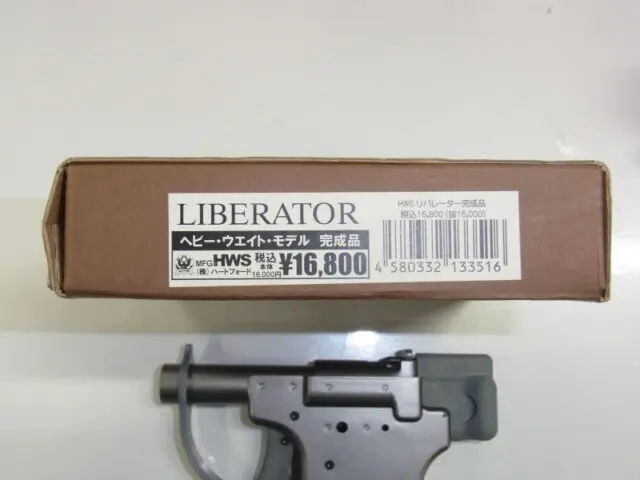 LIBERATOR
ヘビー・ウエイト・モデル 完成品
MFG HWS 税込 ¥16,800
(株)ハートフォード 本体 16,000円
HWS リバレーター完成品
税込16,800 (抜16,000)
4 580332 133516